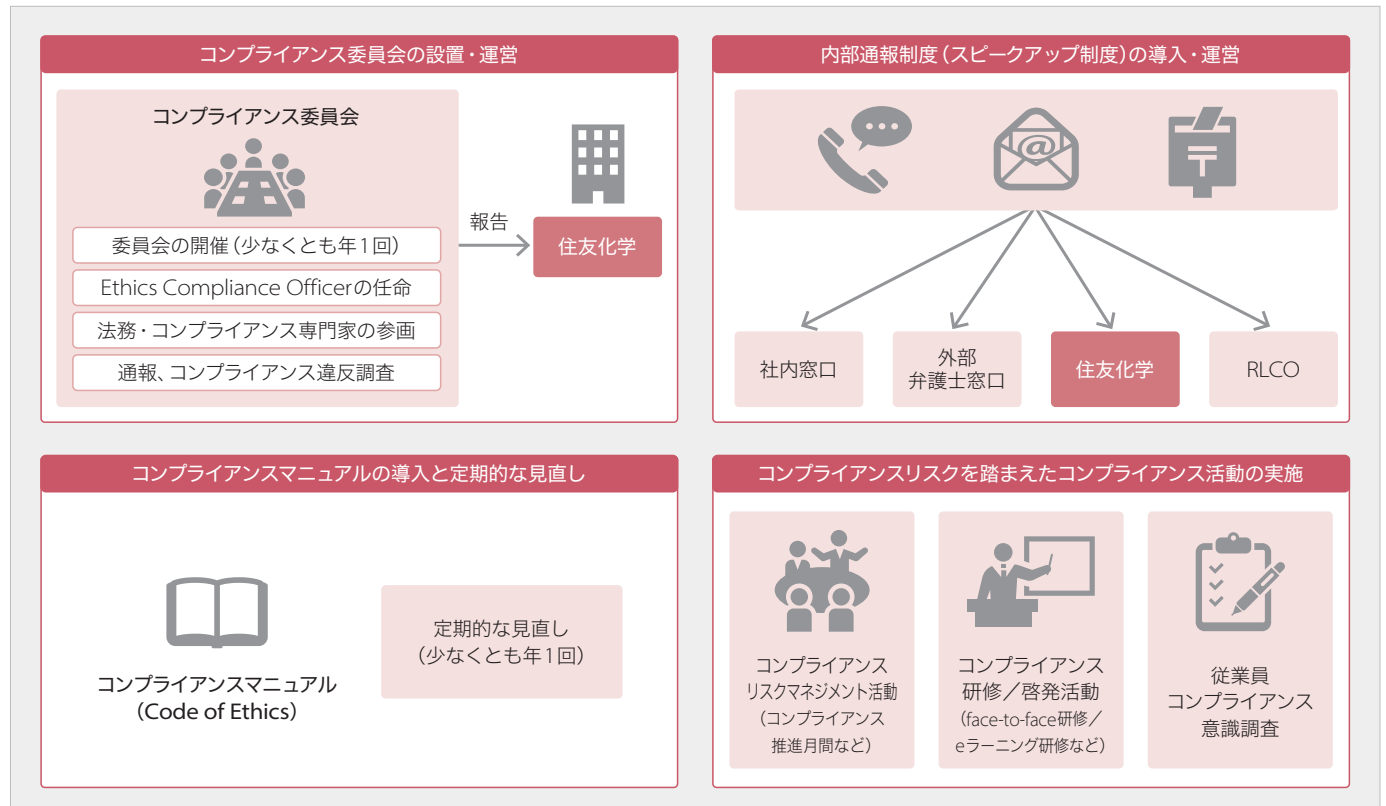 コンプライアンス委員会の設置・運営
コンプライアンス委員会
委員会の開催（少なくとも年1回）
Ethics Compliance Officerの任命
法務・コンプライアンス専門家の参画
通報、コンプライアンス違反調査
報告
住友化学
内部通報制度（スピークアップ制度）の導入・運営
@
社内窓口
外部
弁護士窓口
住友化学
RLCO
コンプライアンスマニュアルの導入と定期的な見直し
コンプライアンスマニュアル
（Code of Ethics）
定期的な見直し
（少なくとも年1回）
コンプライアンスリスクを踏まえたコンプライアンス活動の実施
コンプライアンス
リスクマネジメント活動
（コンプライアンス
推進月間など）
コンプライアンス
研修／啓発活動
（face-to-face研修／
eラーニング研修など）
従業員
コンプライアンス
意識調査